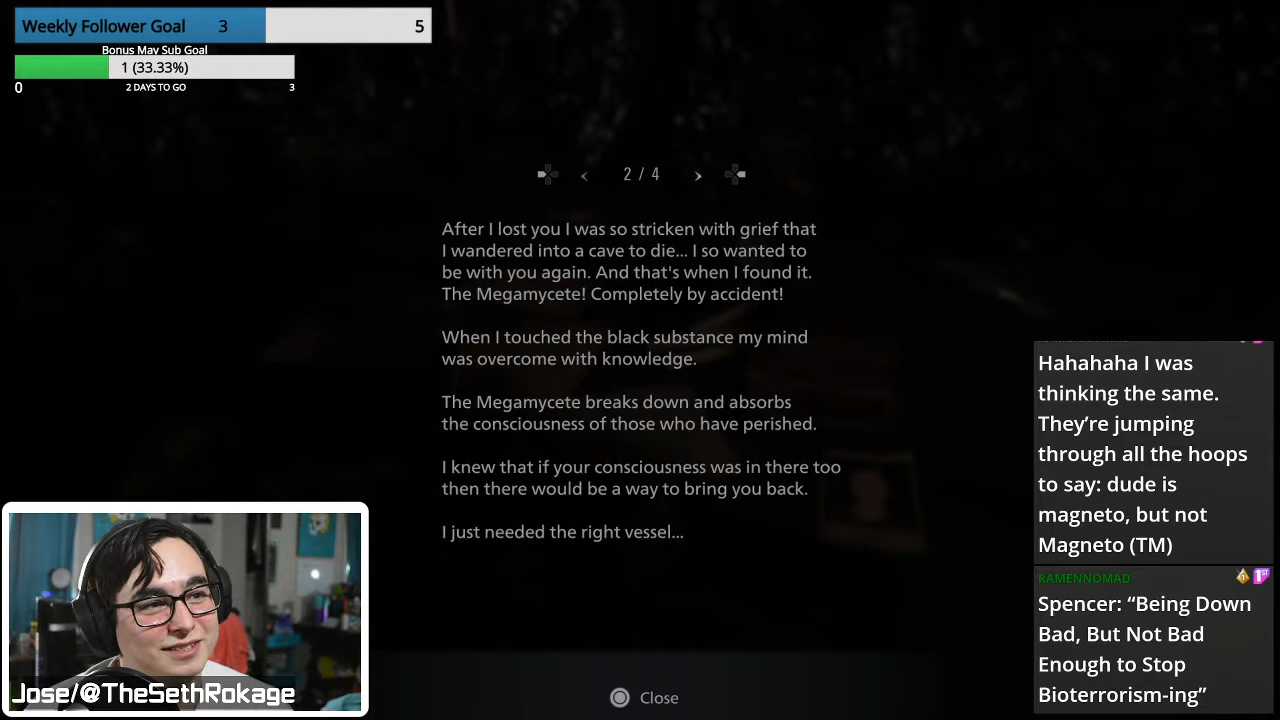 Weekly Follower Goal 3 5
Bonus May Sub Goal
1 (33.33%)
0 2 DAYS TO GO 3
< 2 / 4 >
After I lost you I was so stricken with grief that
I wandered into a cave to die... I so wanted to
be with you again. And that's when I found it.
The Megamycete! Completely by accident!
When I touched the black substance my mind
was overcome with knowledge.
The Megamycete breaks down and absorbs
the consciousness of those who have perished.
I knew that if your consciousness was in there too
then there would be a way to bring you back.
I just needed the right vessel...
Close
Hahahaha I was
thinking the same.
They’re jumping
through all the hoops
to say: dude is
magneto, but not
Magneto (TM)
RAMENNOMAD 1ST
Spencer: “Being Down
Bad, But Not Bad
Enough to Stop
Bioterrorism-ing”
Jose/@TheSethRokage